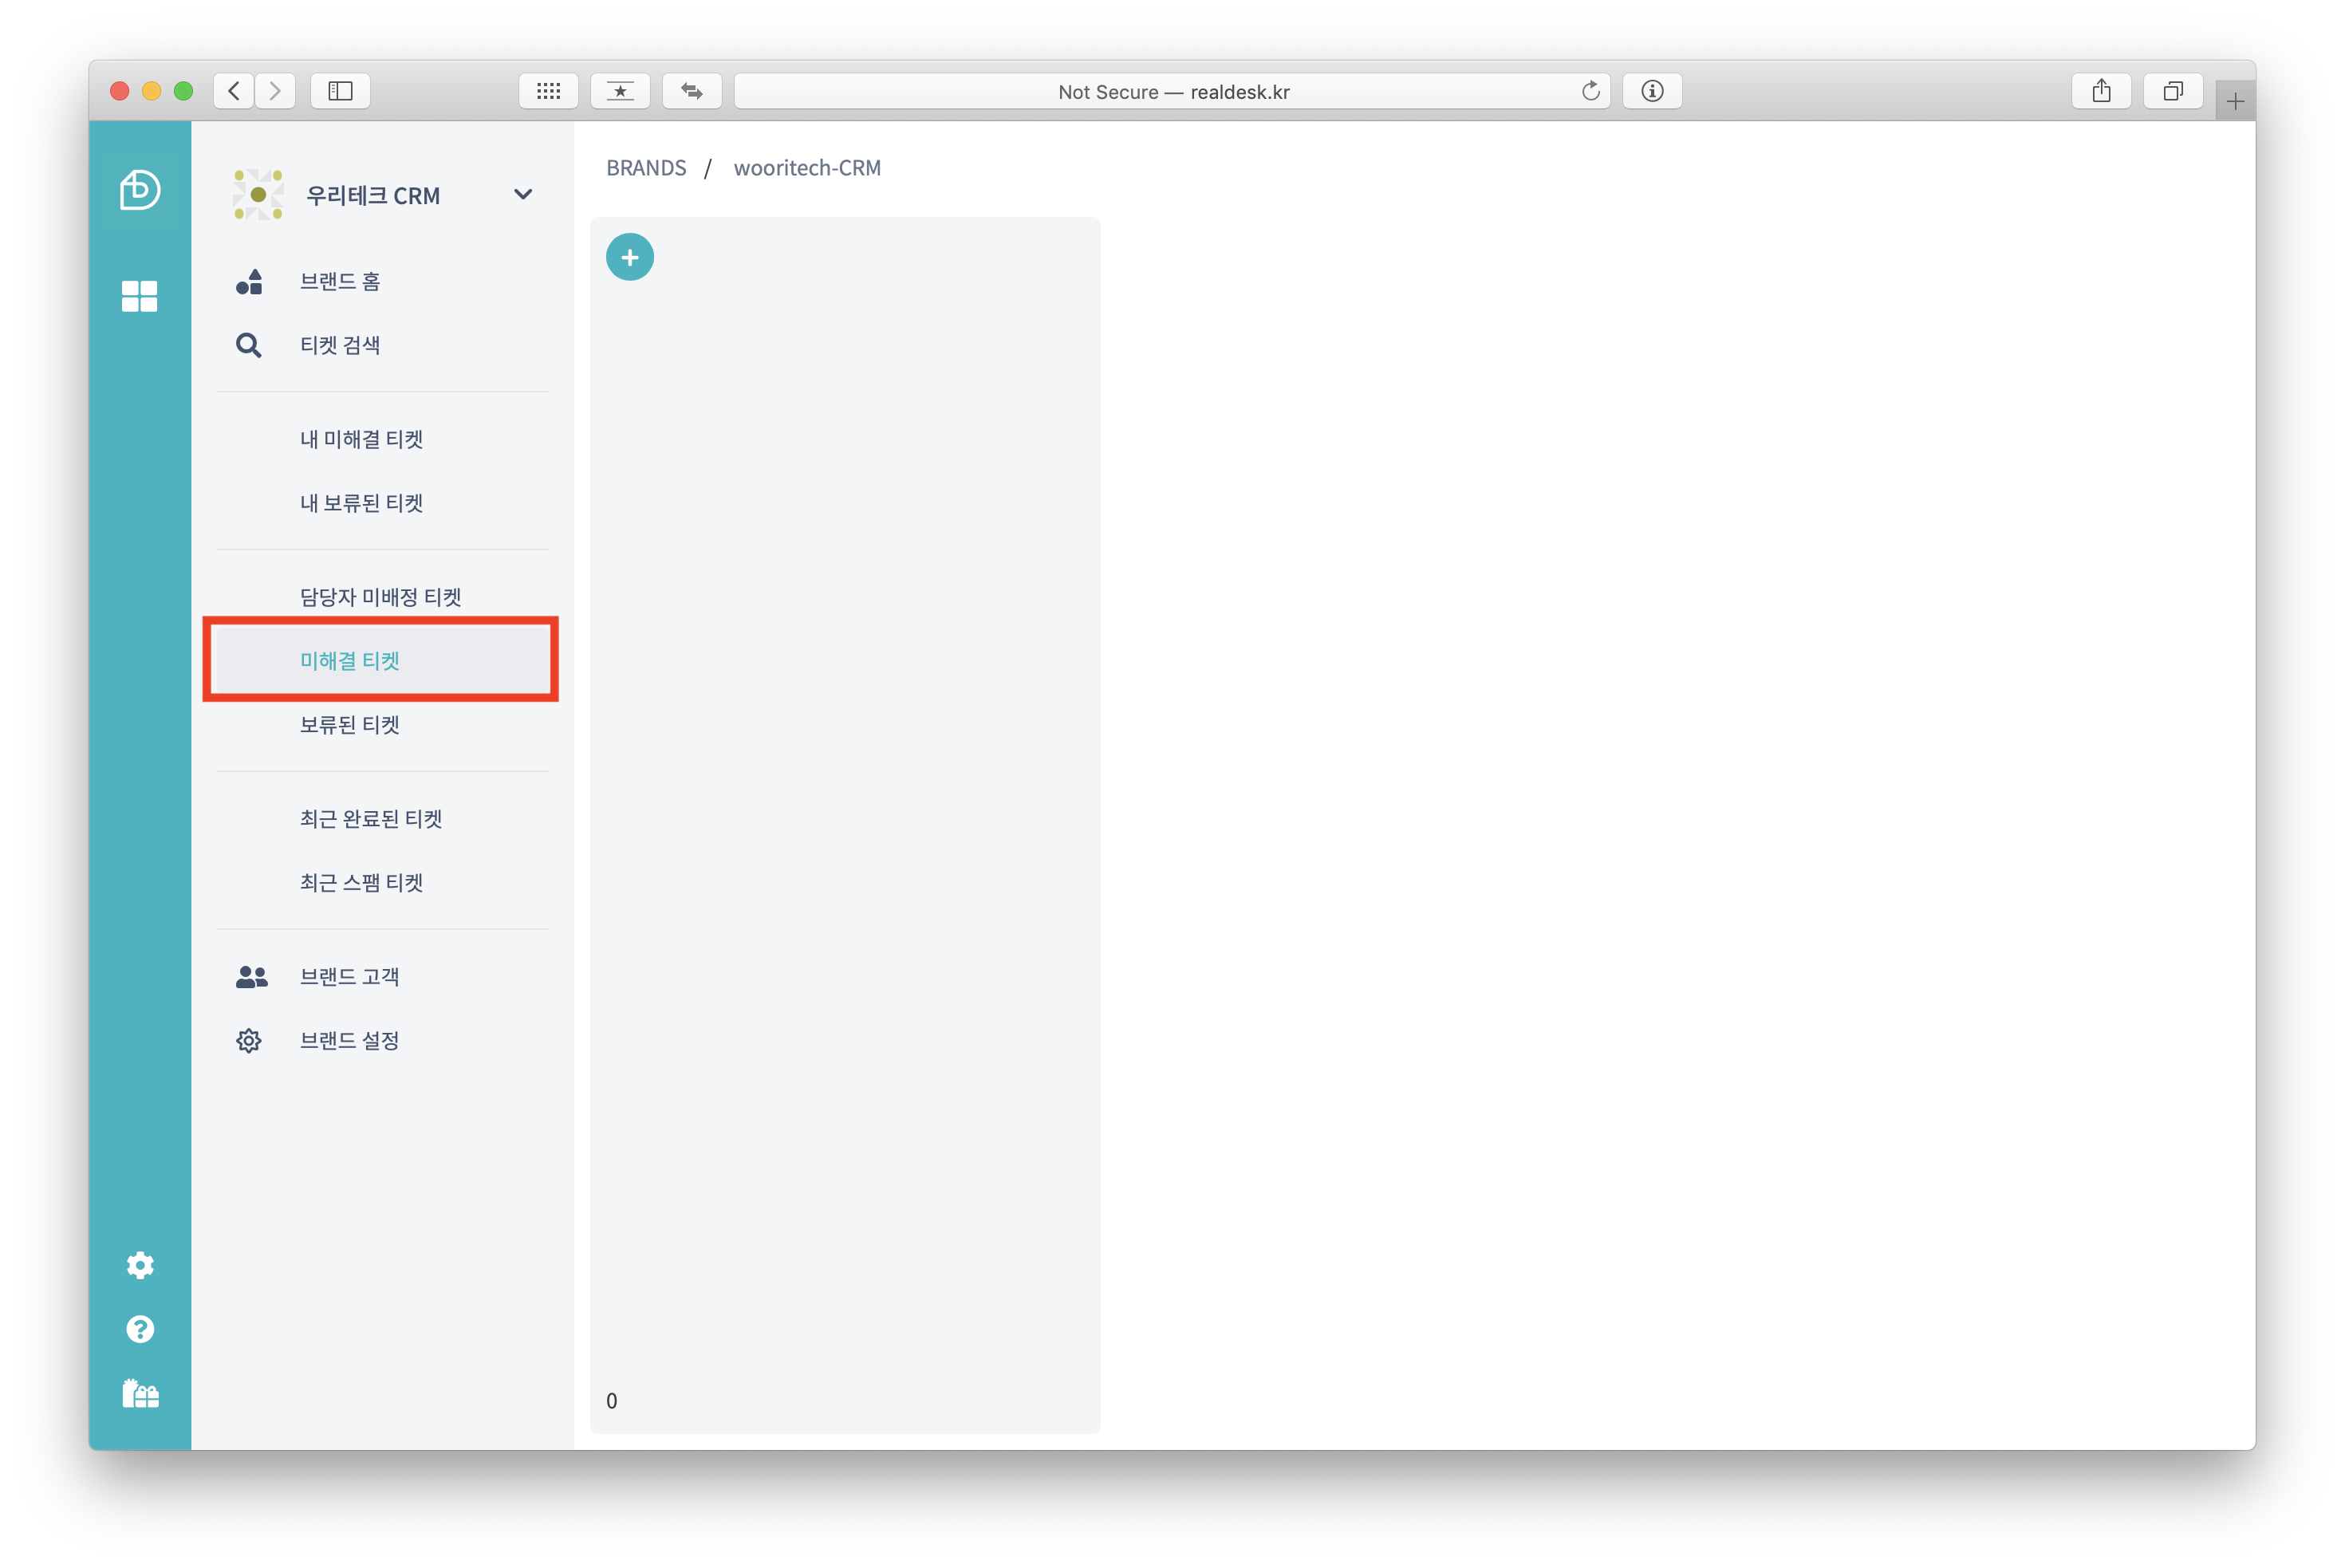 Not Secure — realdesk.kr
우리테크 CRM
브랜드 홈
티켓 검색
내 미해결 티켓
내 보류된 티켓
담당자 미배정 티켓
미해결 티켓
보류된 티켓
최근 완료된 티켓
최근 스팸 티켓
브랜드 고객
브랜드 설정
BRANDS / wooritech-CRM
0